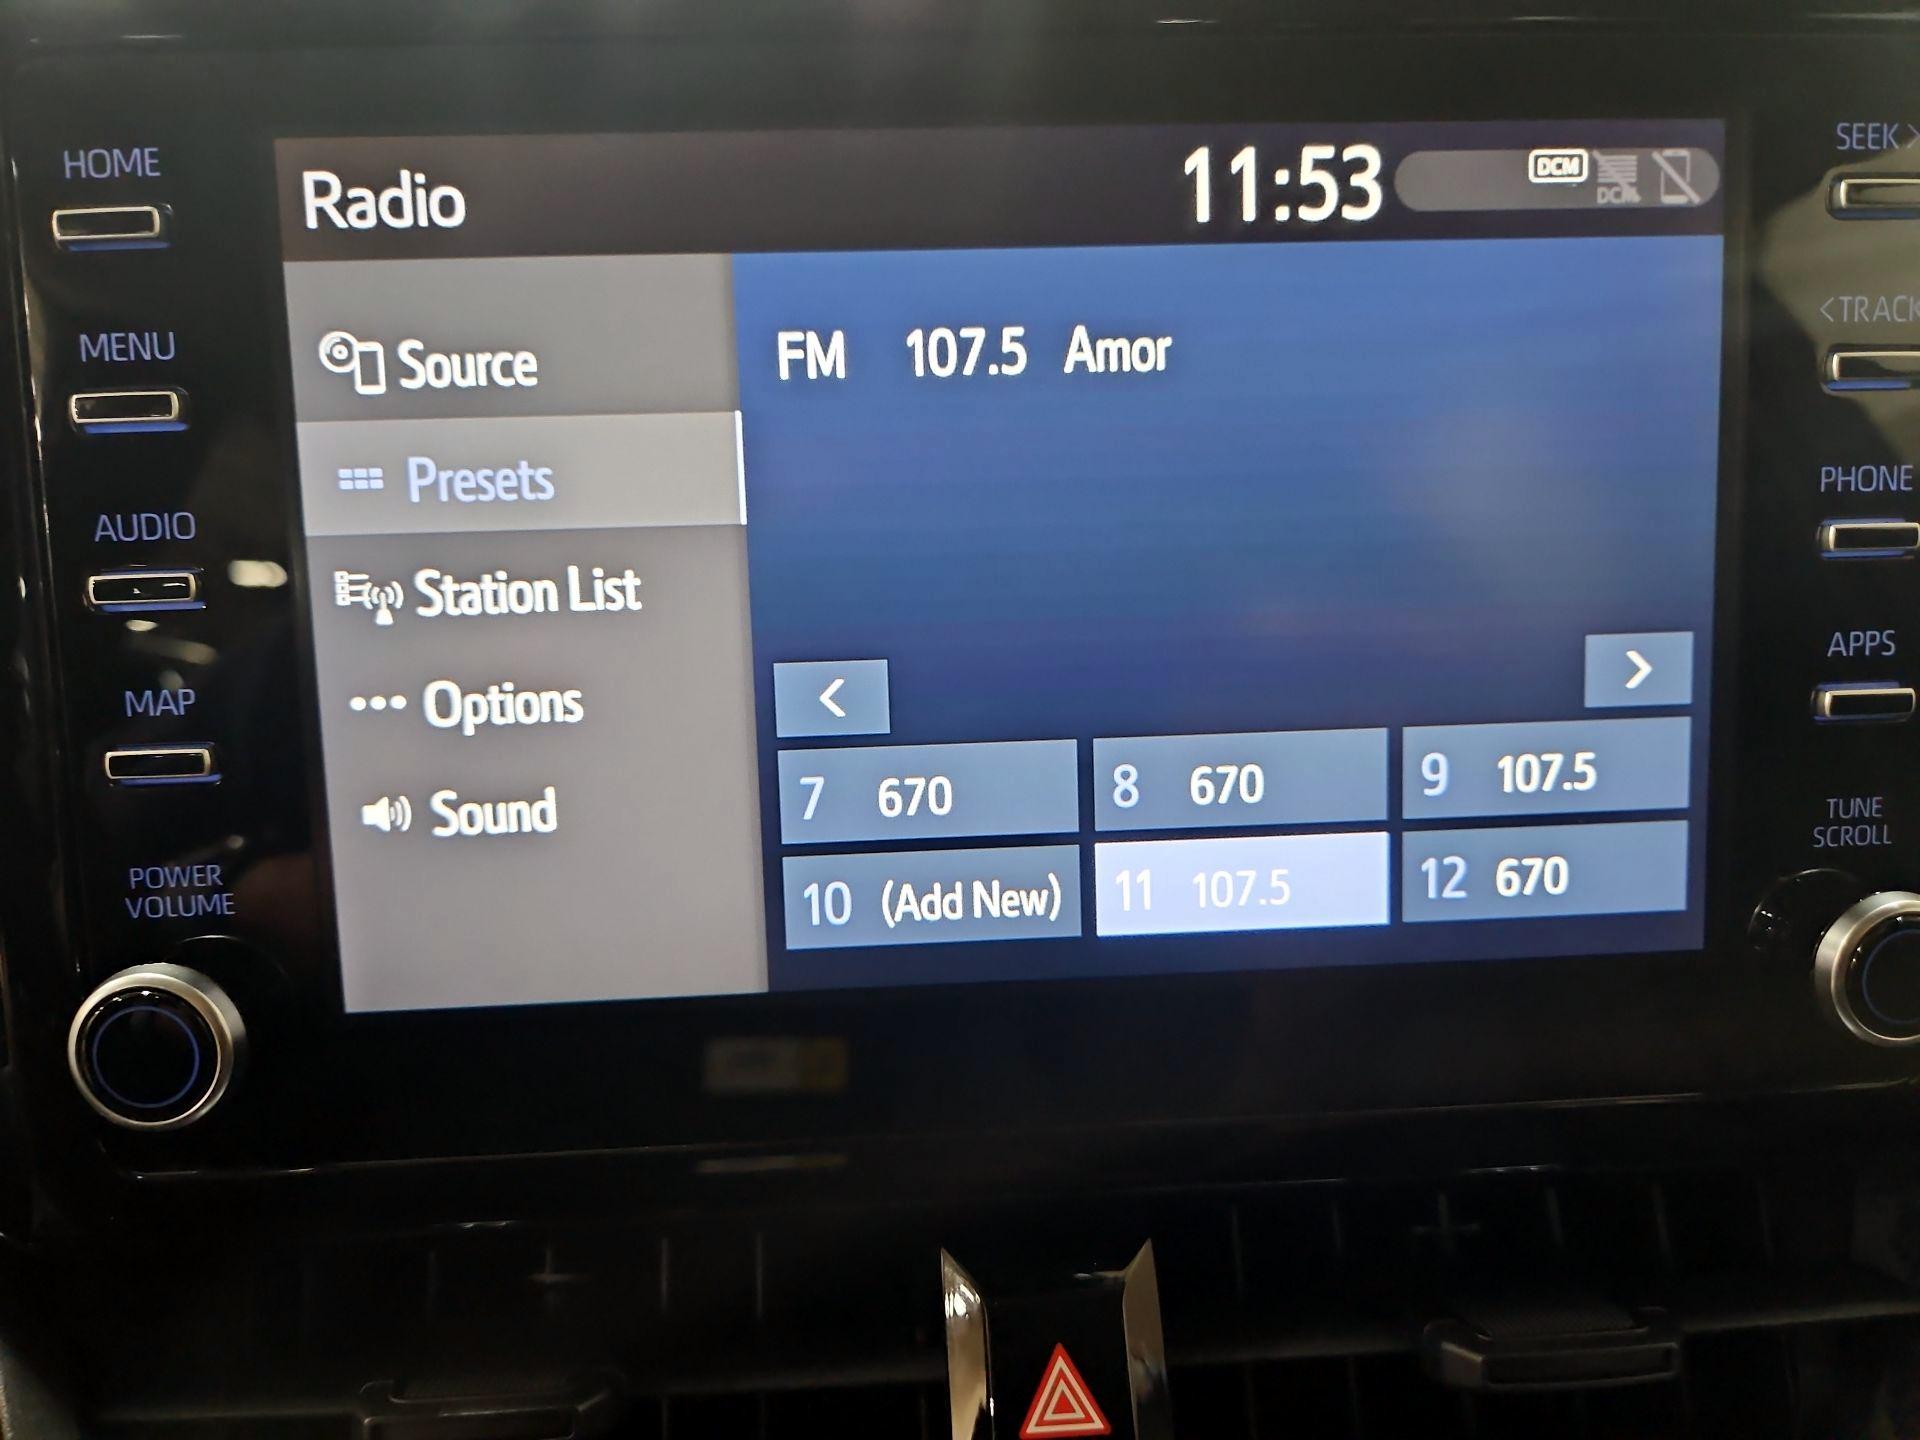 HOME
MENU
AUDIO
MAP
POWER
VOLUME
Radio
11:53
DCM
DCM
Source
Presets
Station List
Options
Sound
FM 107.5 Amor
<
>
7 670
8 670
9 107.5
10 (Add New)
11 107.5
12 670
SEEK >
< TRACK
PHONE
APPS
TUNE
SCROLL